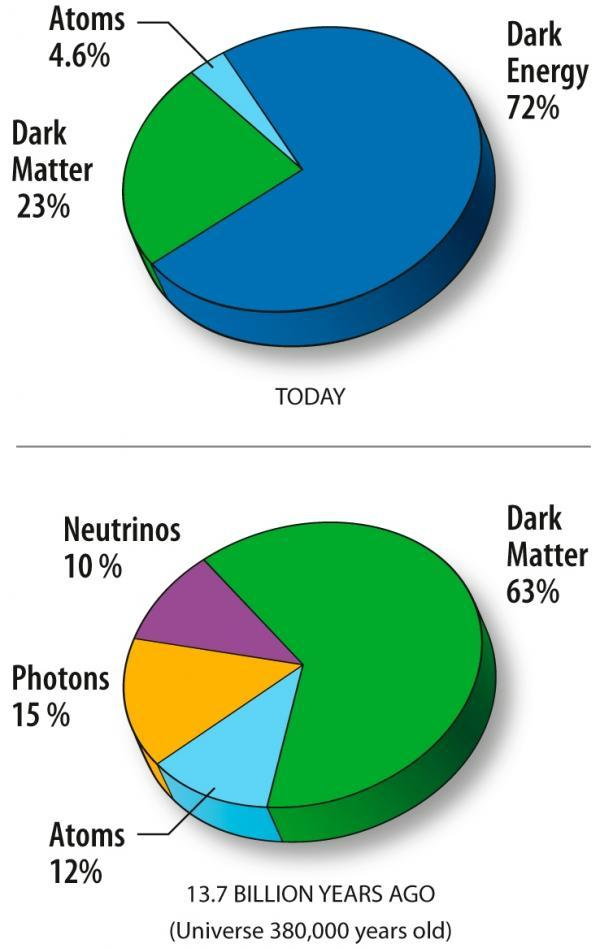 Atoms
4.6%
Dark
Energy
72%
Dark
Matter
23%
TODAY
Neutrinos
10 %
Dark
Matter
63%
Photons
15 %
Atoms
12%
13.7 BILLION YEARS AGO
(Universe 380,000 years old)